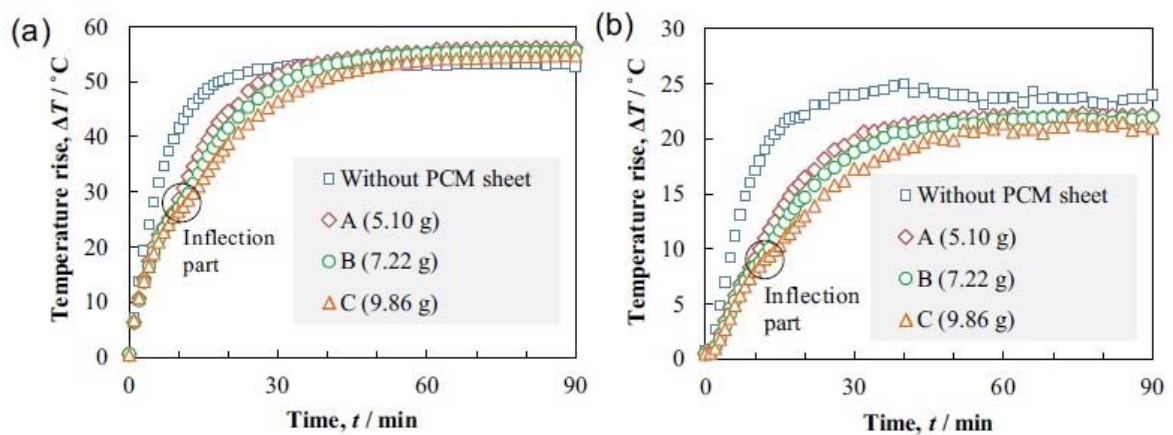 (a)
Temperature rise, ΔT / °C
60
50
40
30
20
10
0
Without PCM sheet
A (5.10 g)
B (7.22 g)
C (9.86 g)
Inflection
part
0
30
60
90
Time, t / min
(b)
Temperature rise, ΔT / °C
30
25
20
15
10
5
0
Without PCM sheet
A (5.10 g)
B (7.22 g)
C (9.86 g)
Inflection
part
0
30
60
90
Time, t / min